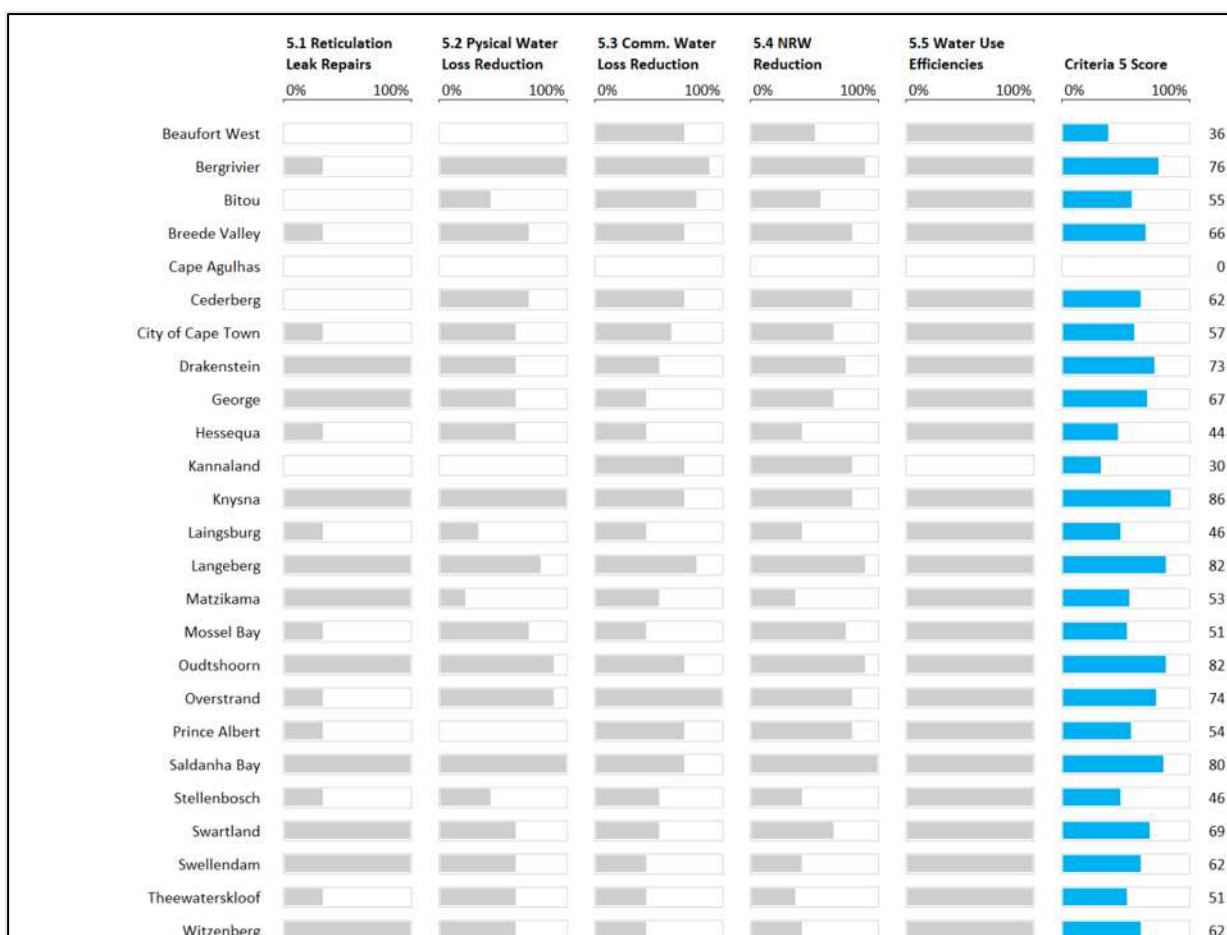 5.1 Reticulation 5.2 Pysical Water 5.3 Comm. Water 5.4 NRW 5.5 Water Use
Leak Repairs Loss Reduction Loss Reduction Reduction Efficiencies Criteria 5 Score
0% 100% 0% 100% 0% 100% 0% 100% 0% 100% 0% 100%
Beaufort West 36
Bergrivier 76
Bitou 55
Breede Valley 66
Cape Agulhas 0
Cederberg 62
City of Cape Town 57
Drakenstein 73
George 67
Hessequa 44
Kannaland 30
Knysna 86
Laingsburg 46
Langeberg 82
Matzikama 53
Mossel Bay 51
Oudtshoorn 82
Overstrand 74
Prince Albert 54
Saldanha Bay 80
Stellenbosch 46
Swartland 69
Swellendam 62
Theewaterskloof 51
Witzenberg 62